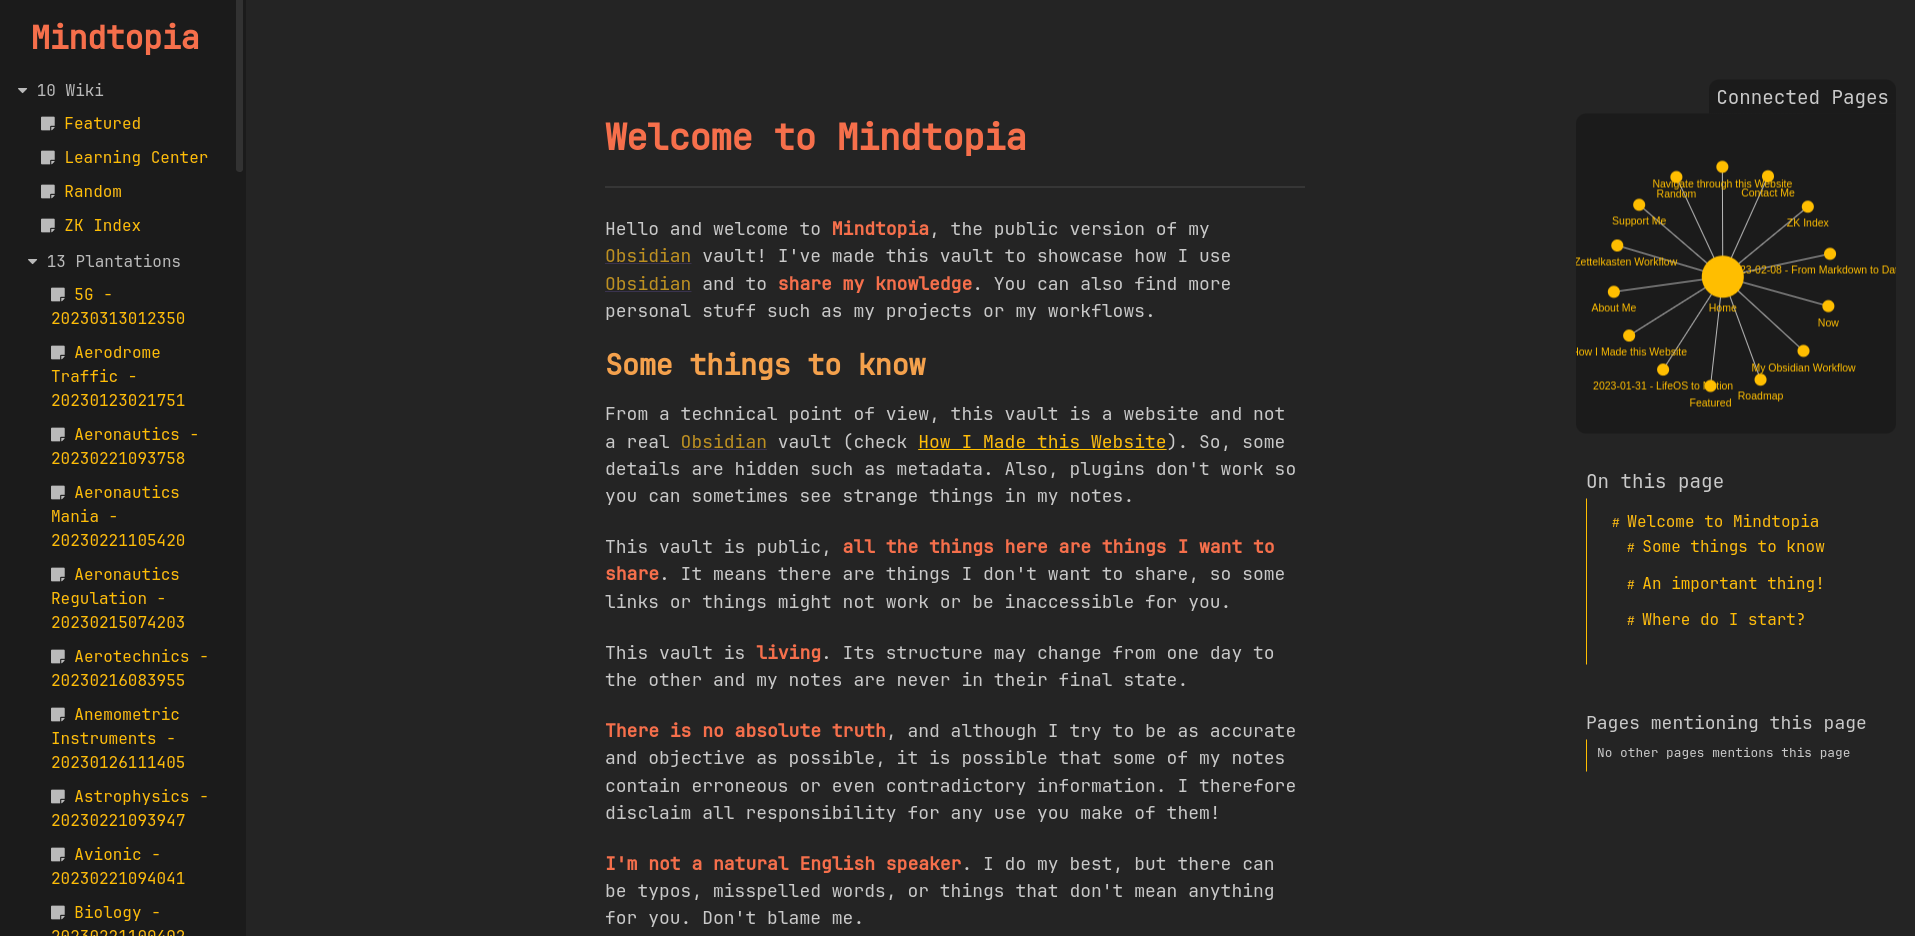 Mindtopia
10 Wiki
Featured
Learning Center
Random
ZK Index
13 Plantations
5G -
20230313012350
Aerodrome
Traffic -
20230123021751
Aeronautics -
20230221093758
Aeronautics
Mania -
20230221105420
Aeronautics
Regulation -
20230215074203
Aerotechnics -
20230216083955
Anemometric
Instruments -
20230126111405
Astrophysics -
20230221093947
Avionic -
20230221094041
Biology -
Welcome to Mindtopia
Hello and welcome to Mindtopia, the public version of my
Obsidian vault! I've made this vault to showcase how I use
Obsidian and to share my knowledge. You can also find more
personal stuff such as my projects or my workflows.
Some things to know
From a technical point of view, this vault is a website and not
a real Obsidian vault (check How I Made this Website). So, some
details are hidden such as metadata. Also, plugins don't work so
you can sometimes see strange things in my notes.
This vault is public, all the things here are things I want to
share. It means there are things I don't want to share, so some
links or things might not work or be inaccessible for you.
This vault is living. Its structure may change from one day to
the other and my notes are never in their final state.
There is no absolute truth, and although I try to be as accurate
and objective as possible, it is possible that some of my notes
contain erroneous or even contradictory information. I therefore
disclaim all responsibility for any use you make of them!
I'm not a natural English speaker. I do my best, but there can
be typos, misspelled words, or things that don't mean anything
for you. Don't blame me.
Connected Pages
Navigate through this Website
Random
Contact Me
Support Me
ZK Index
Zettelkasten Workflow
23-02-08 - From Markdown to Da
About Me
Home
Now
How I Made this Website
My Obsidian Workflow
2023-01-31 - LifeOS to Notion
Roadmap
Featured
On this page
# Welcome to Mindtopia
# Some things to know
# An important thing!
# Where do I start?
Pages mentioning this page
No other pages mentions this page